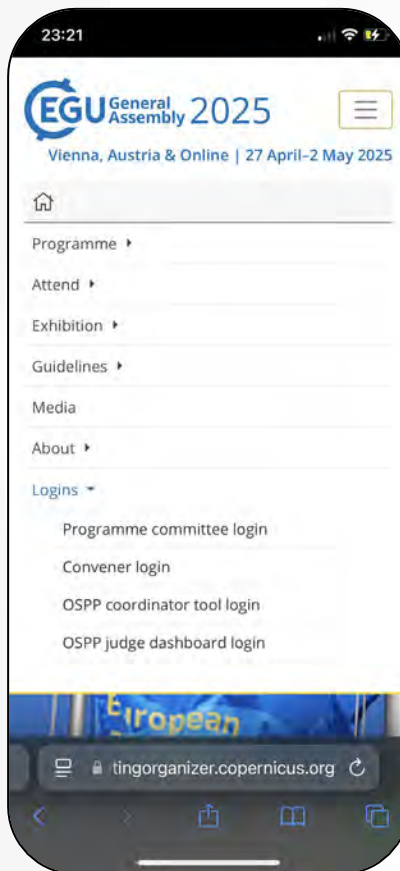 23:21
EGU General Assembly 2025
Vienna, Austria & Online | 27 April–2 May 2025
Programme
Attend
Exhibition
Guidelines
Media
About
Logins
Programme committee login
Convener login
OSPP coordinator tool login
OSPP judge dashboard login
European
tingorganizer.copernicus.org